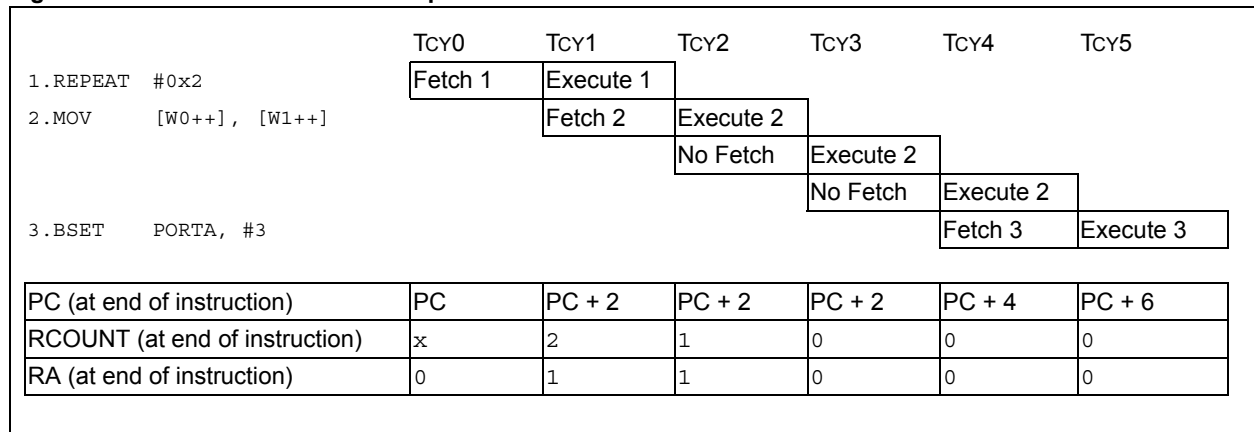 TCY0 TCY1 TCY2 TCY3 TCY4 TCY5
1.REPEAT #0x2 Fetch 1 Execute 1
2.MOV [W0++], [W1++] Fetch 2 Execute 2
No Fetch Execute 2
No Fetch Execute 2
3.BSET PORTA, #3 Fetch 3 Execute 3
PC (at end of instruction) PC PC + 2 PC + 2 PC + 2 PC + 4 PC + 6
RCOUNT (at end of instruction) x 2 1 0 0 0
RA (at end of instruction) 0 1 1 0 0 0